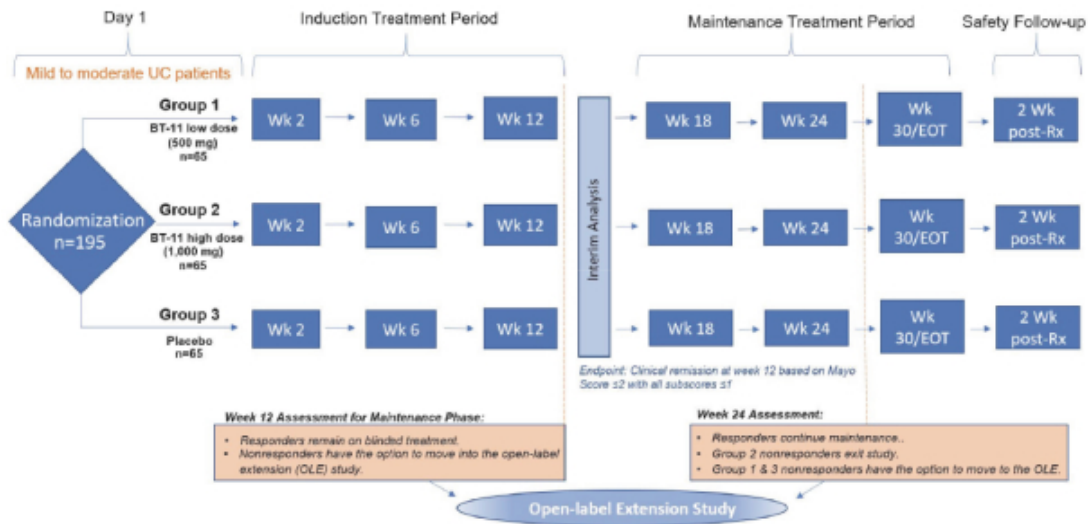 Day 1
Induction Treatment Period
Maintenance Treatment Period
Safety Follow-up
Mild to moderate UC patients
Randomization
n=195
Group 1
BT-11 low dose
(500 mg)
n=65
Wk 2
Wk 6
Wk 12
Wk 18
Wk 24
Wk
30/EOT
2 Wk
post-Rx
Group 2
BT-11 high dose
(1,000 mg)
n=65
Wk 2
Wk 6
Wk 12
Interim Analysis
Wk 18
Wk 24
Wk
30/EOT
2 Wk
post-Rx
Group 3
Placebo
n=65
Wk 2
Wk 6
Wk 12
Wk 18
Wk 24
Wk
30/EOT
2 Wk
post-Rx
Endpoint: Clinical remission at week 12 based on Mayo
Score ≤2 with all subscores ≤1
Week 12 Assessment for Maintenance Phase:
• Responders remain on blinded treatment.
• Nonresponders have the option to move into the open-label
extension (OLE) study.
Week 24 Assessment:
• Responders continue maintenance..
• Group 2 nonresponders exit study.
• Group 1 & 3 nonresponders have the option to move to the OLE.
Open-label Extension Study